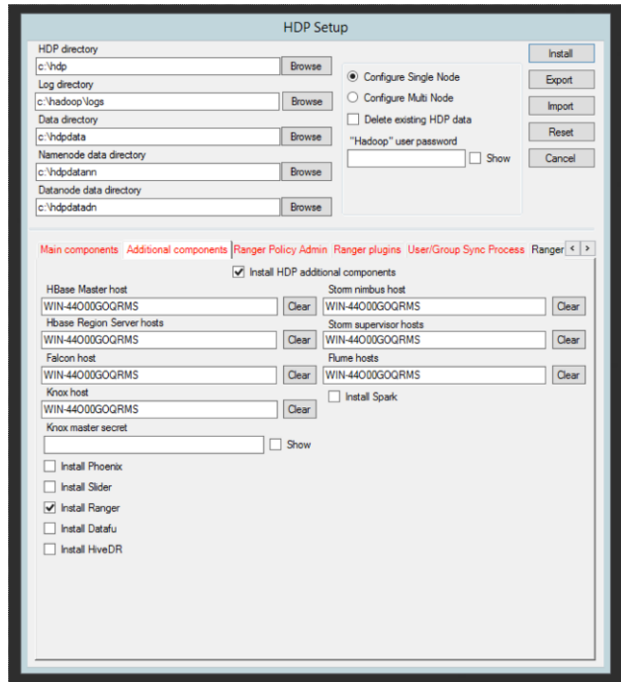 HDP Setup
HDP directory
c:\hdp Browse
Log directory
c:\hadoop\logs Browse
Data directory
c:\hdpdata Browse
Namenode data directory
c:\hdpdatann Browse
Datanode data directory
c:\hdpdatadn Browse
Configure Single Node
Configure Multi Node
Delete existing HDP data
"Hadoop" user password
Show
Install
Export
Import
Reset
Cancel
Main components Additional components Ranger Policy Admin Ranger plugins User/Group Sync Process Ranger < >
Install HDP additional components
HBase Master host
WIN-44O00GOQRMS Clear
Hbase Region Server hosts
WIN-44O00GOQRMS Clear
Falcon host
WIN-44O00GOQRMS Clear
Knox host
WIN-44O00GOQRMS Clear
Knox master secret
Show
Install Phoenix
Install Slider
Install Ranger
Install Datafu
Install HiveDR
Storm nimbus host
WIN-44O00GOQRMS Clear
Storm supervisor hosts
WIN-44O00GOQRMS Clear
Flume hosts
WIN-44O00GOQRMS Clear
Install Spark